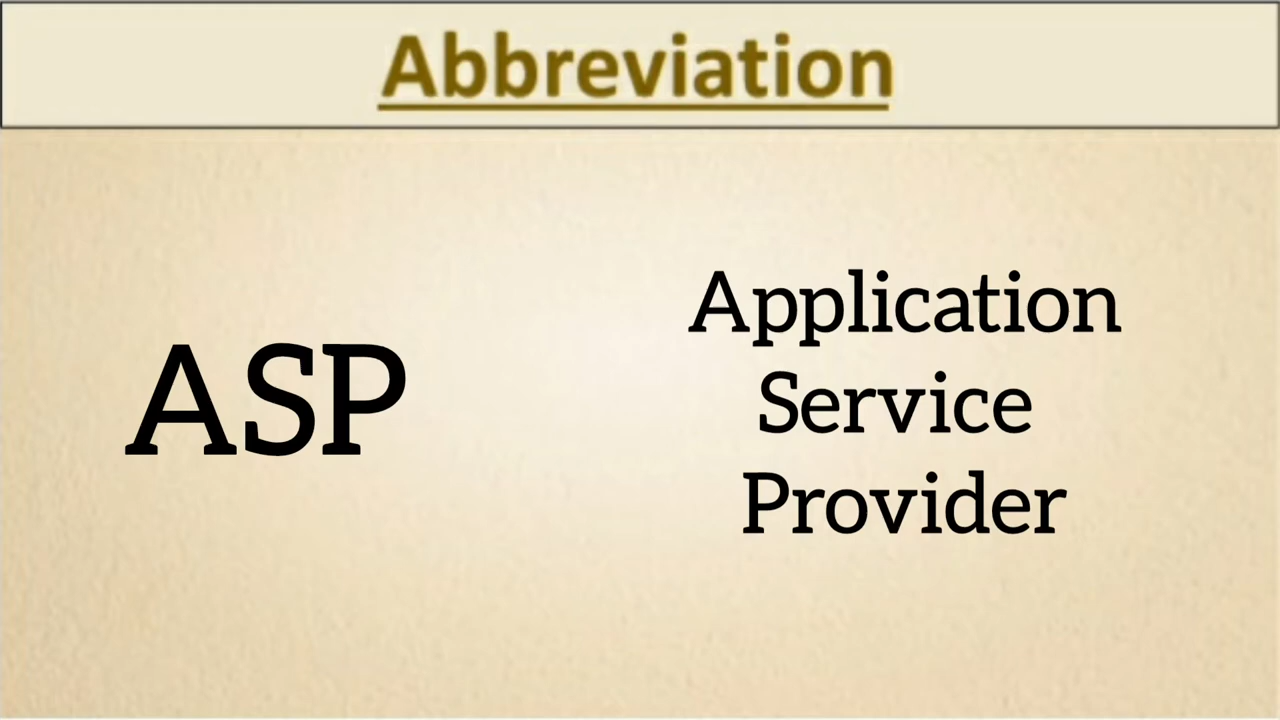 Abbreviation
ASP
Application
Service
Provider